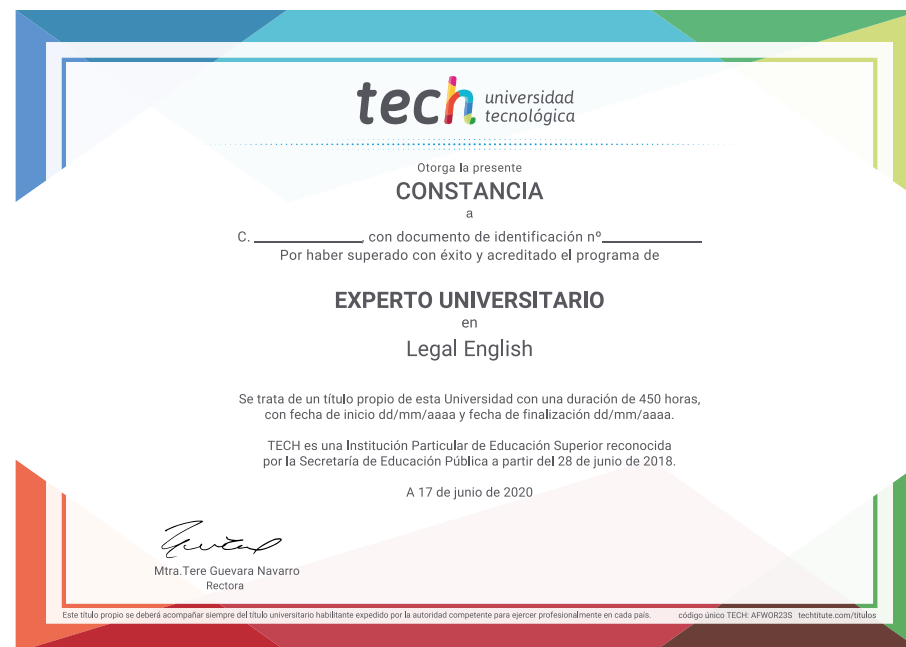 tech universidad
tecnológica
Otorga la presente
CONSTANCIA
a
C. ________________, con documento de identificación nº_______________
Por haber superado con éxito y acreditado el programa de
EXPERTO UNIVERSITARIO
en
Legal English
Se trata de un título propio de esta Universidad con una duración de 450 horas,
con fecha de inicio dd/mm/aaaa y fecha de finalización dd/mm/aaaa.
TECH es una Institución Particular de Educación Superior reconocida
por la Secretaría de Educación Pública a partir del 28 de junio de 2018.
A 17 de junio de 2020
Mtra.Tere Guevara Navarro
Rectora
Este título propio se deberá acompañar siempre del título universitario habilitante expedido por la autoridad competente para ejercer profesionalmente en cada país. código único TECH: AFWOR23S techtitute.com/titulos